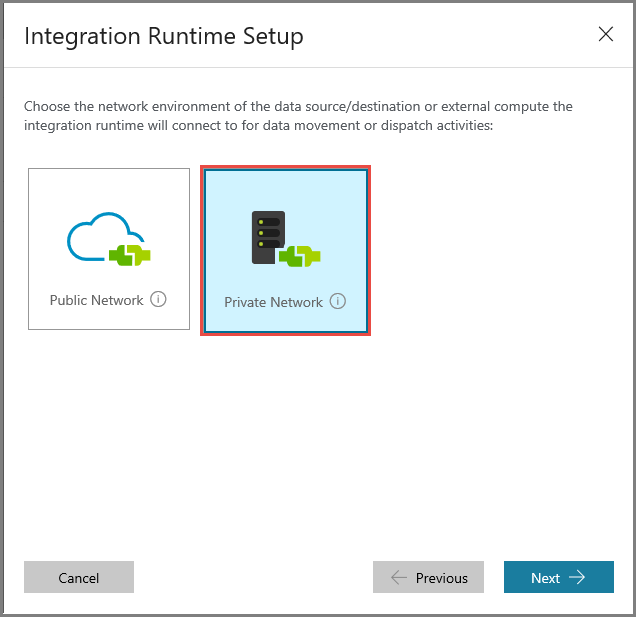 Integration Runtime Setup
Choose the network environment of the data source/destination or external compute the
integration runtime will connect to for data movement or dispatch activities:
Public Network
Private Network
Cancel
Previous
Next